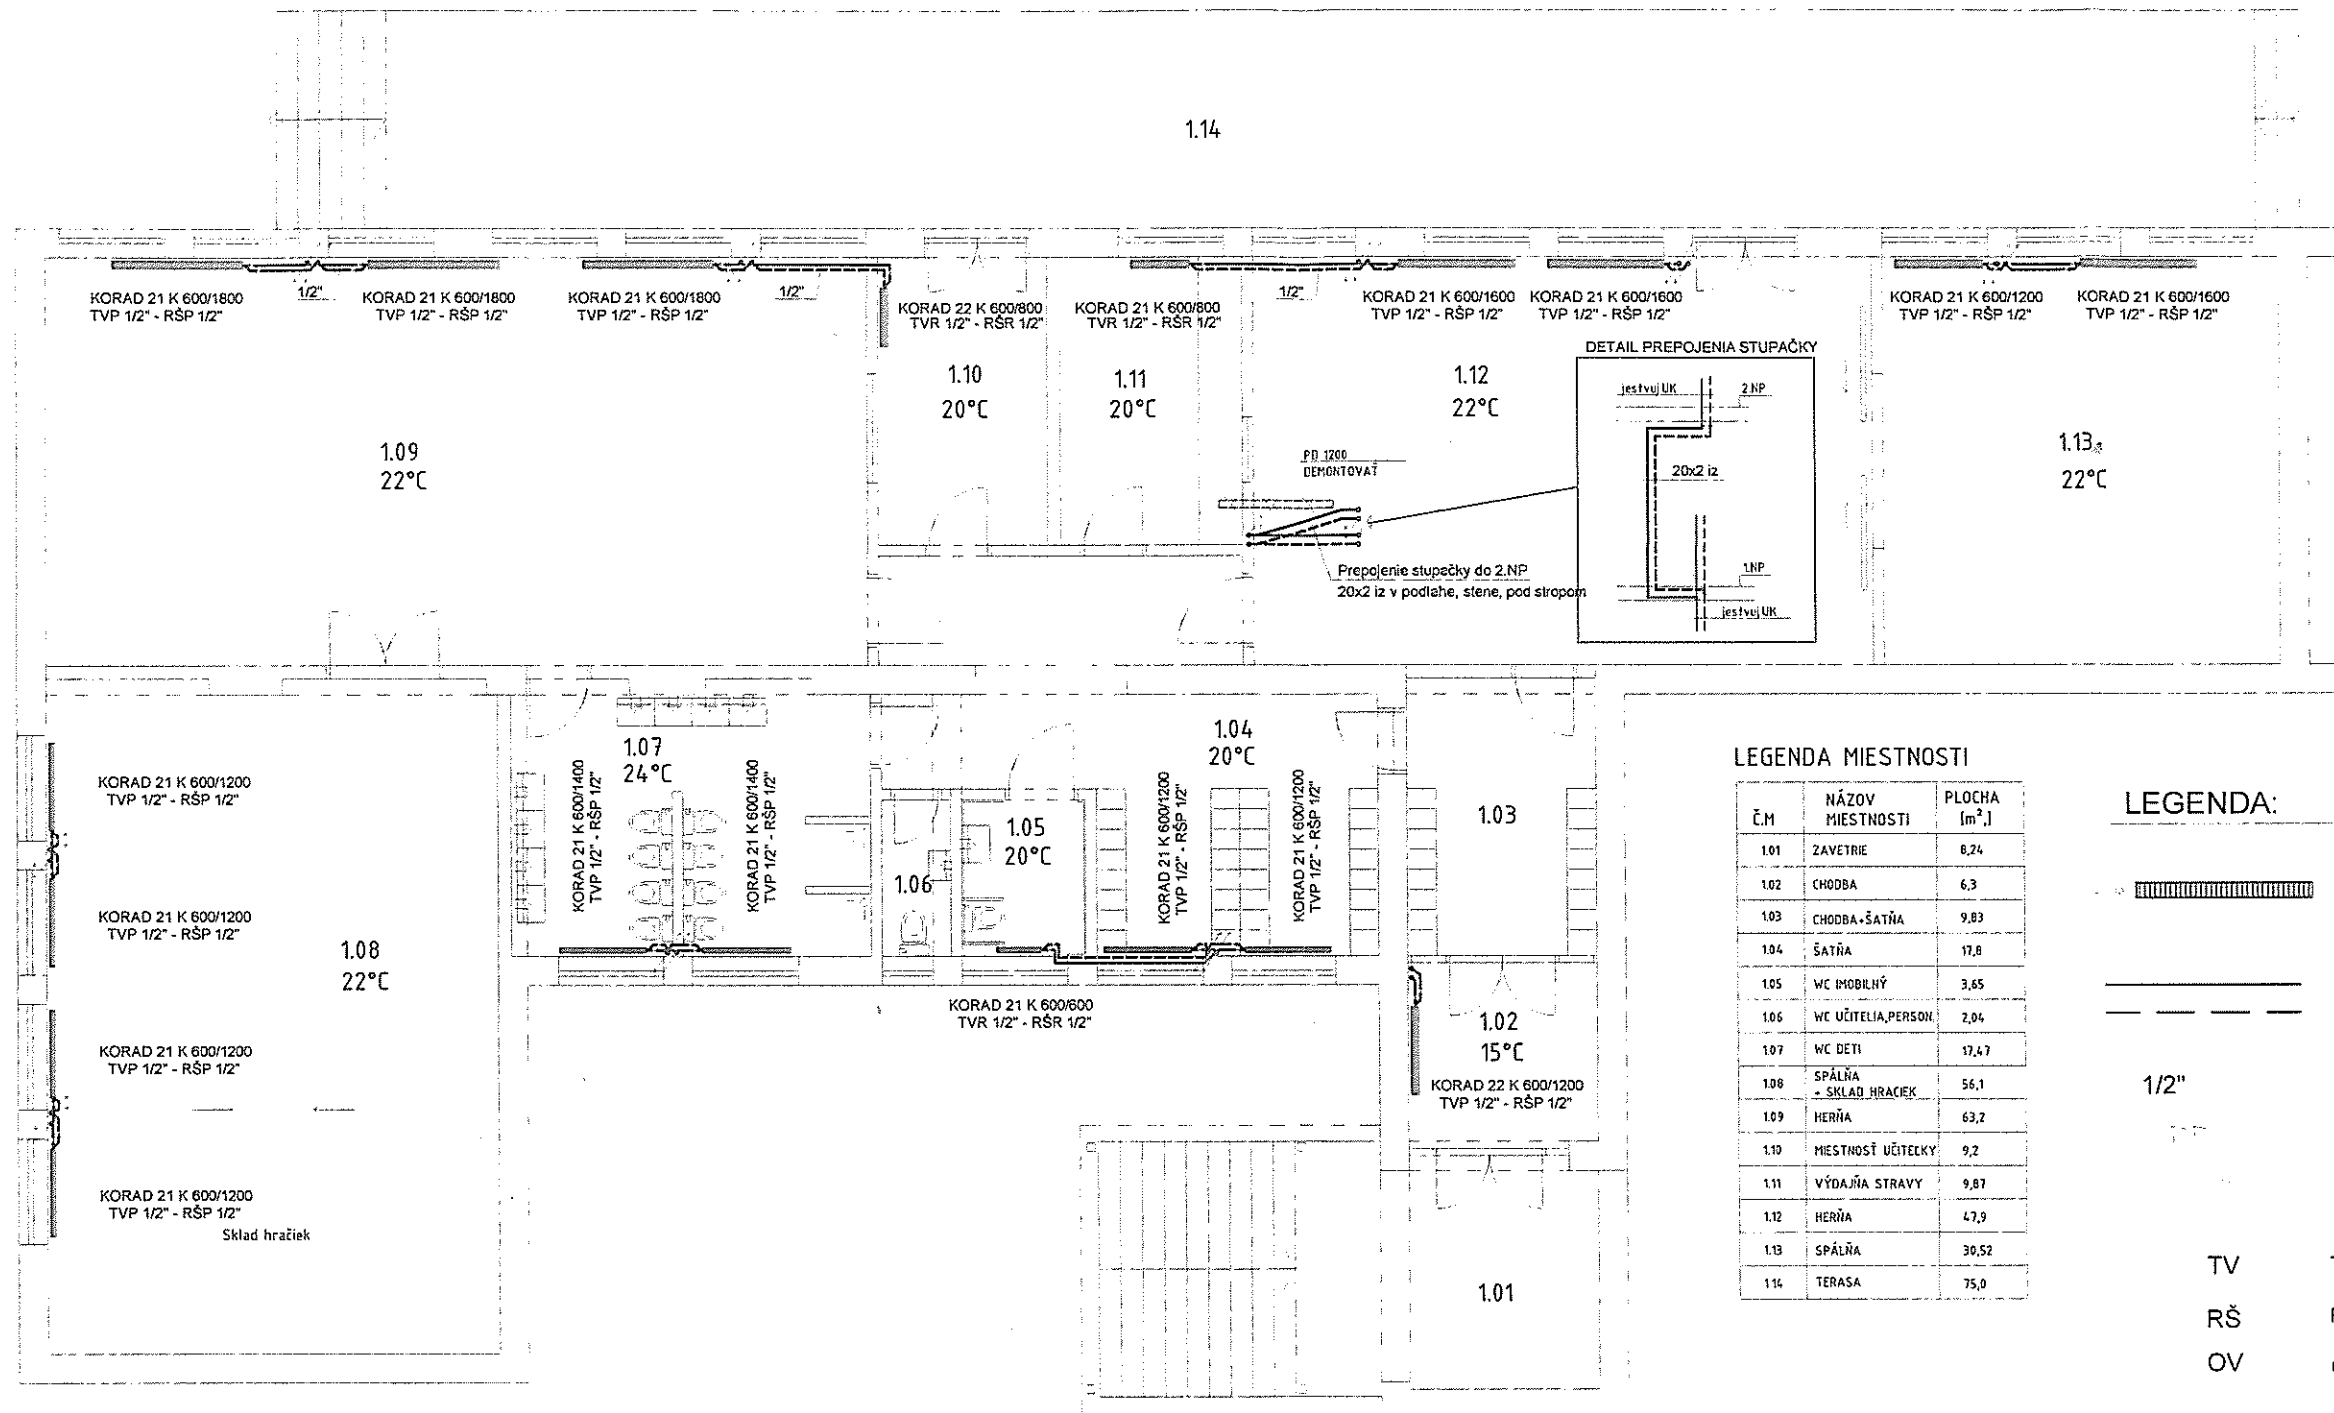 1.14
KORAD 21 K 600/1800
TVP 1/2" - RŠP 1/2"
1/2"
KORAD 21 K 600/1800
TVP 1/2" - RŠP 1/2"
KORAD 21 K 600/1800
TVP 1/2" - RŠP 1/2"
1/2"
KORAD 22 K 600/800
TVR 1/2" - RŠR 1/2"
KORAD 21 K 600/800
TVR 1/2" - RŠR 1/2"
1/2"
KORAD 21 K 600/1600
TVP 1/2" - RŠP 1/2"
KORAD 21 K 600/1600
TVP 1/2" - RŠP 1/2"
KORAD 21 K 600/1200
TVP 1/2" - RŠP 1/2"
KORAD 21 K 600/1600
TVP 1/2" - RŠP 1/2"
DETAIL PREPOJENIA STUPAČKY
jestvuj UK
2.NP
20x2 iz
1.NP
jestvuj UK
1.09
22°C
1.10
20°C
1.11
20°C
1.12
22°C
1.13
22°C
PD 1200
DEMONTOVAŤ
Prepojenie stupačky do 2.NP
20x2 iz v podlahe, stene, pod stropom
KORAD 21 K 600/1200
TVP 1/2" - RŠP 1/2"
KORAD 21 K 600/1200
TVP 1/2" - RŠP 1/2"
1.08
22°C
KORAD 21 K 600/1200
TVP 1/2" - RŠP 1/2"
KORAD 21 K 600/1200
TVP 1/2" - RŠP 1/2"
Sklad hračiek
1.07
24°C
KORAD 21 K 600/1400
TVP 1/2" - RŠP 1/2"
KORAD 21 K 600/1400
TVP 1/2" - RŠP 1/2"
1.06
1.05
20°C
1.04
20°C
KORAD 21 K 600/1200
TVP 1/2" - RŠP 1/2"
KORAD 21 K 600/1200
TVP 1/2" - RŠP 1/2"
1.03
KORAD 21 K 600/600
TVR 1/2" - RŠR 1/2"
1.02
15°C
KORAD 22 K 600/1200
TVP 1/2" - RŠP 1/2"
1.01
LEGENDA MIESTNOSTI
Č.M NÁZOV MIESTNOSTI PLOCHA [m²,]
1.01 ZAVETRIE 8,24
1.02 CHODBA 6,3
1.03 CHODBA+ŠATŇA 9,83
1.04 ŠATŇA 17,8
1.05 WC IMOBILNÝ 3,65
1.06 WC UČITELIA,PERSON. 2,04
1.07 WC DETI 17,47
1.08 SPÁLŇA + SKLAD HRACIEK 56,1
1.09 HERŇA 63,2
1.10 MIESTNOSŤ UČITEĽKY 9,2
1.11 VÝDAJŇA STRAVY 9,87
1.12 HERŇA 47,9
1.13 SPÁLŇA 30,52
1.14 TERASA 75,0
LEGENDA:
1/2"
TV
RŠ
OV